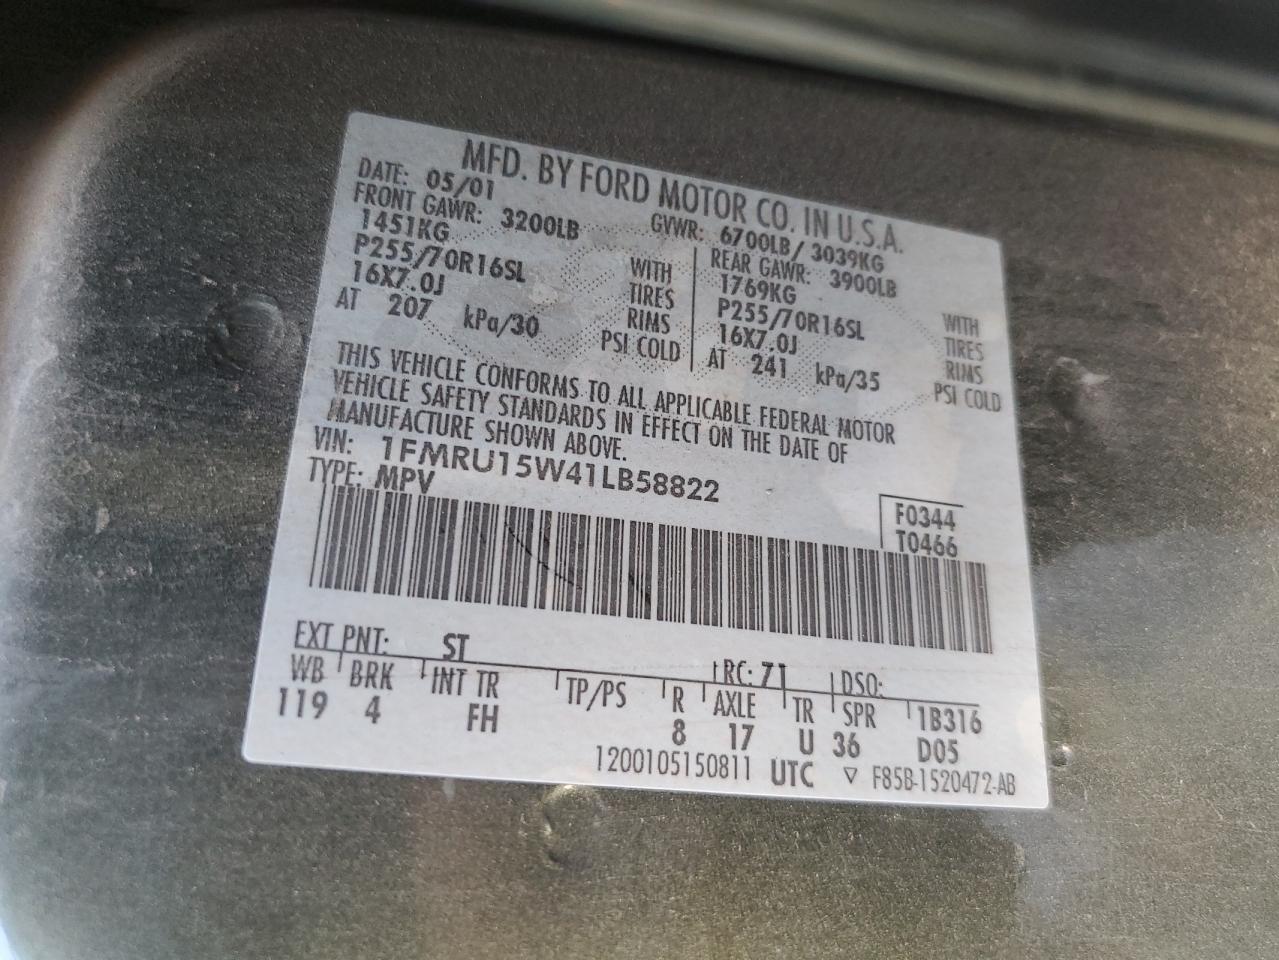 MFD. BY FORD MOTOR CO. IN U.S.A.
DATE: 05/01 GVWR: 6700LB/ 3039KG
FRONT GAWR: 3200LB REAR GAWR: 3900LB
1451KG WITH 1769KG WITH
P255/70R16SL TIRES P255/70R16SL TIRES
16X7.0J RIMS 16X7.0J RIMS
AT 207 kPa/30 PSI COLD AT 241 kPa/35 PSI COLD
THIS VEHICLE CONFORMS TO ALL APPLICABLE FEDERAL MOTOR
VEHICLE SAFETY STANDARDS IN EFFECT ON THE DATE OF
MANUFACTURE SHOWN ABOVE.
VIN: 1FMRU15W41LB58822
TYPE: MPV
F0344
T0466
EXT PNT: ST RC: 71 DSO:
WB BRK INT TR TP/PS R AXLE TR SPR 1B316
119 4 FH 8 17 U 36 D05
1200105150811 UTC ▽ F85B-1520472-AB